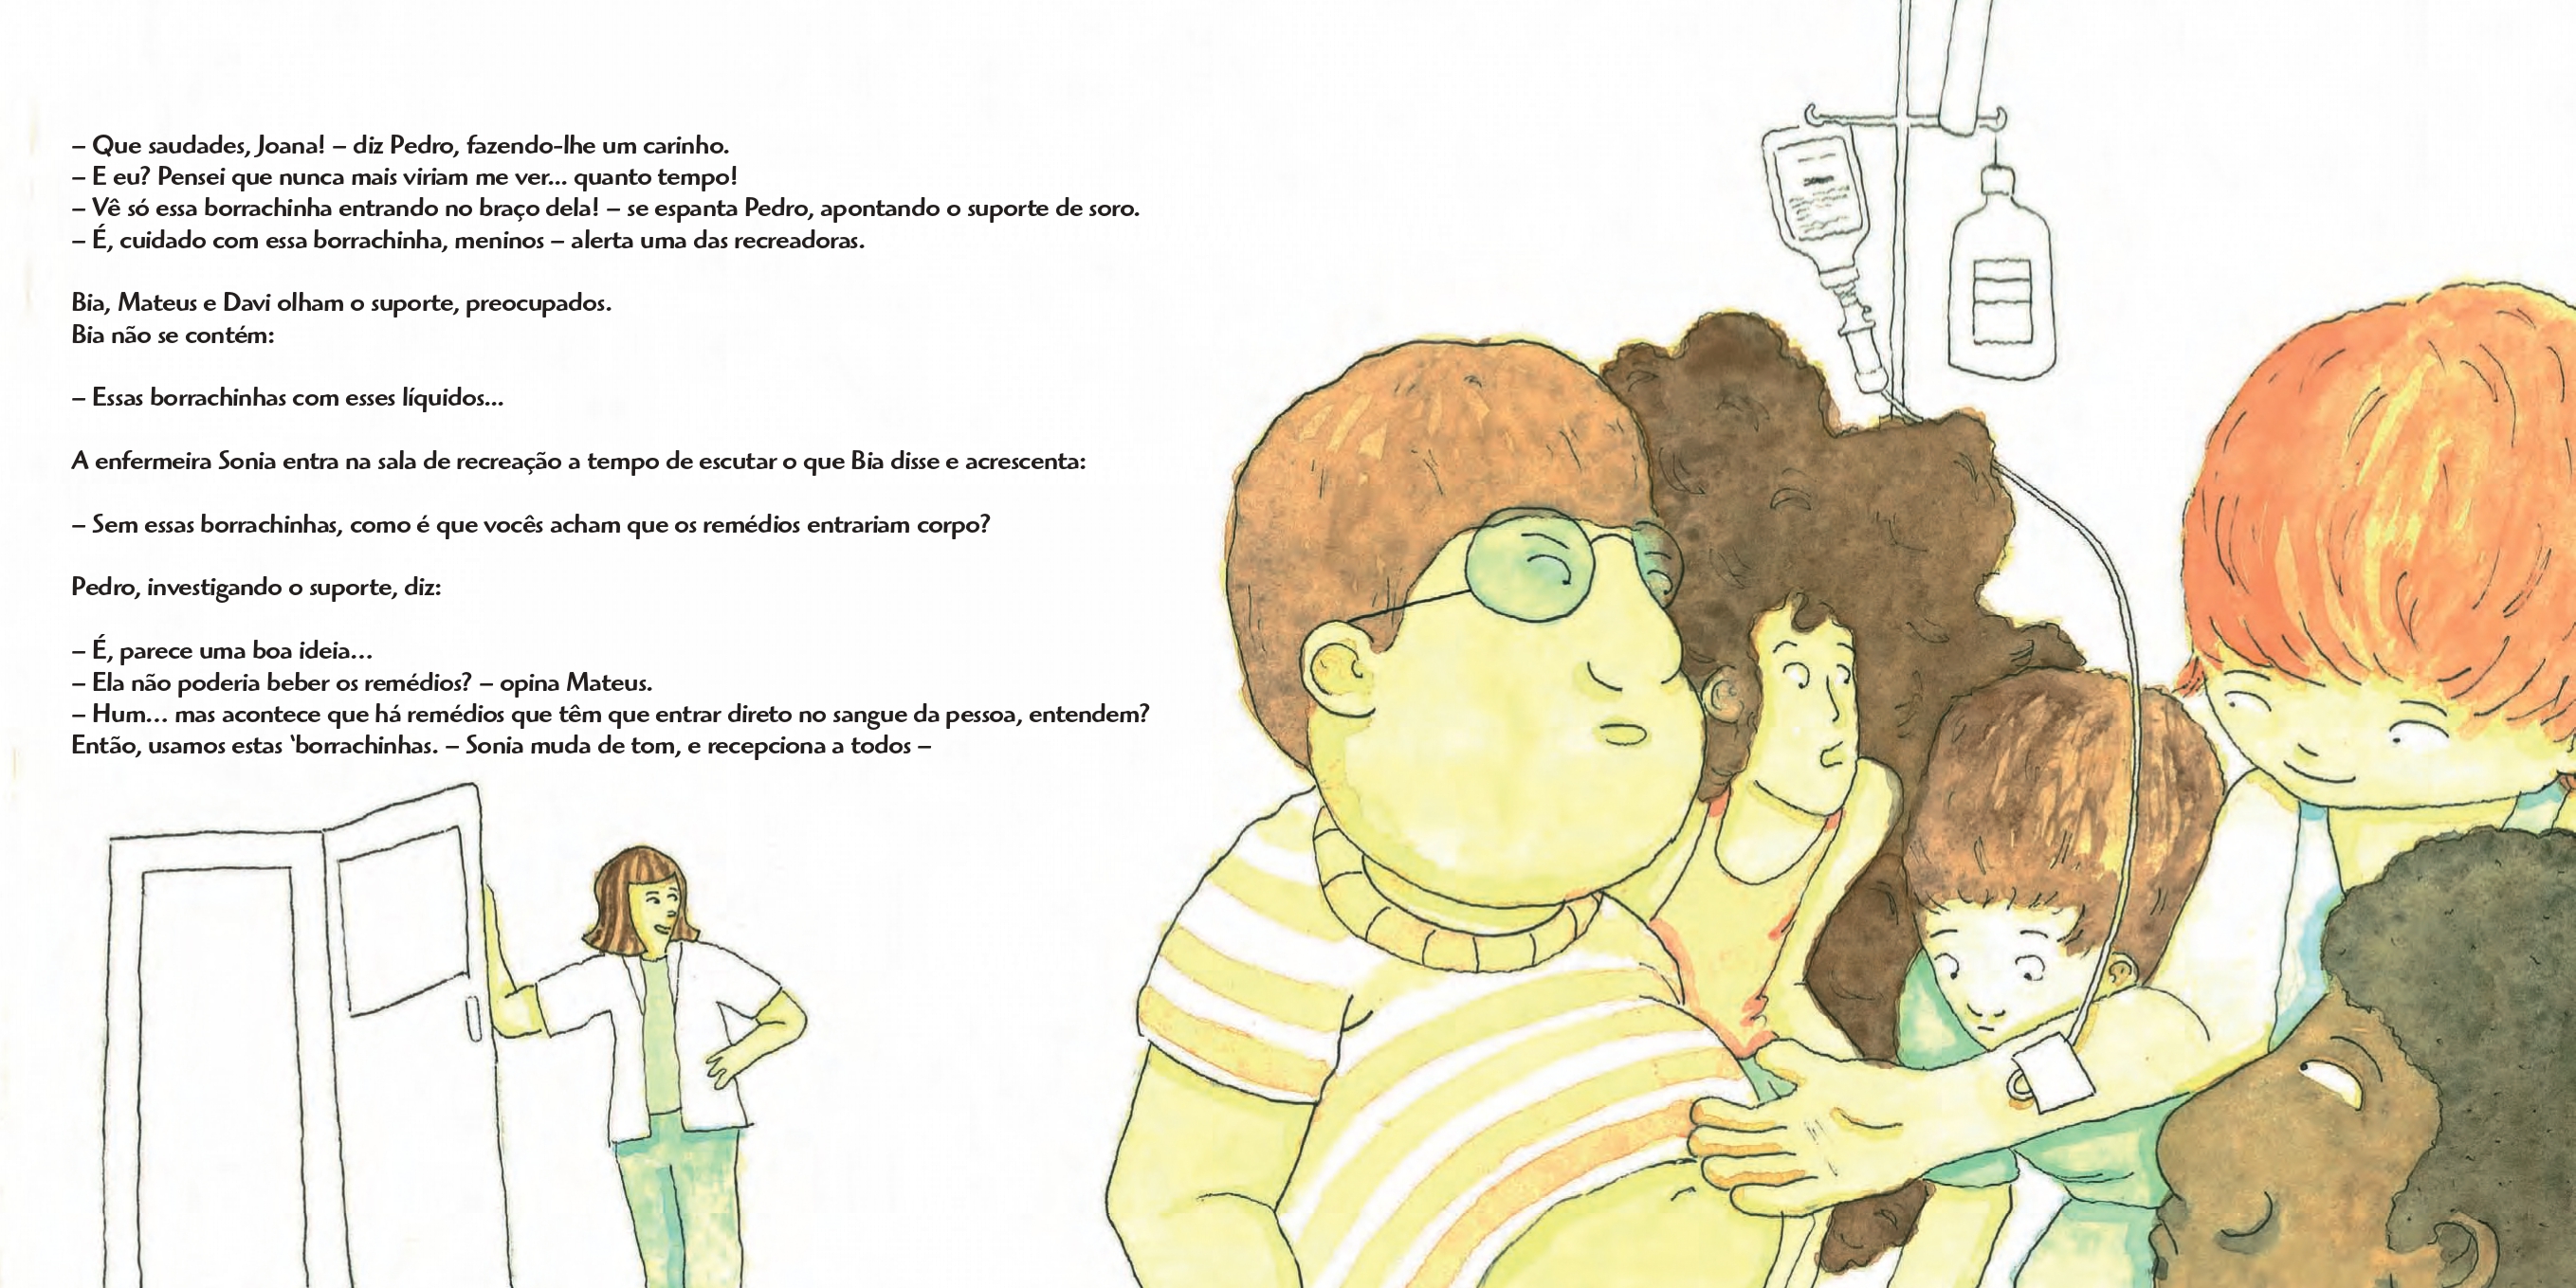 – Que saudades, Joana! – diz Pedro, fazendo-lhe um carinho.
– E eu? Pensei que nunca mais viriam me ver... quanto tempo!
– Vê só essa borrachinha entrando no braço dela! – se espanta Pedro, apontando o suporte de soro.
– É, cuidado com essa borrachinha, meninos – alerta uma das recreadoras.
Bia, Mateus e Davi olham o suporte, preocupados.
Bia não se contém:
– Essas borrachinhas com esses líquidos...
A enfermeira Sonia entra na sala de recreação a tempo de escutar o que Bia disse e acrescenta:
– Sem essas borrachinhas, como é que vocês acham que os remédios entrariam corpo?
Pedro, investigando o suporte, diz:
– É, parece uma boa ideia...
– Ela não poderia beber os remédios? – opina Mateus.
– Hum... mas acontece que há remédios que têm que entrar direto no sangue da pessoa, entendem?
Então, usamos estas ‘borrachinhas. – Sonia muda de tom, e recepciona a todos –